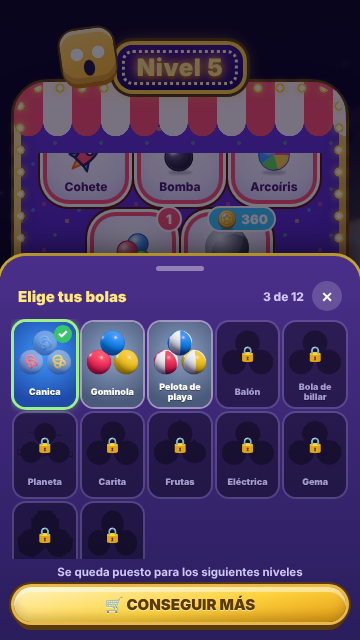 Nivel 5
Cohete
Bomba
Arcoíris
1
360
Elige tus bolas
3 de 12
Canica
Gominola
Pelota de playa
Balón
Bola de billar
Planeta
Carita
Frutas
Eléctrica
Gema
Se queda puesto para los siguientes niveles
CONSEGUIR MÁS